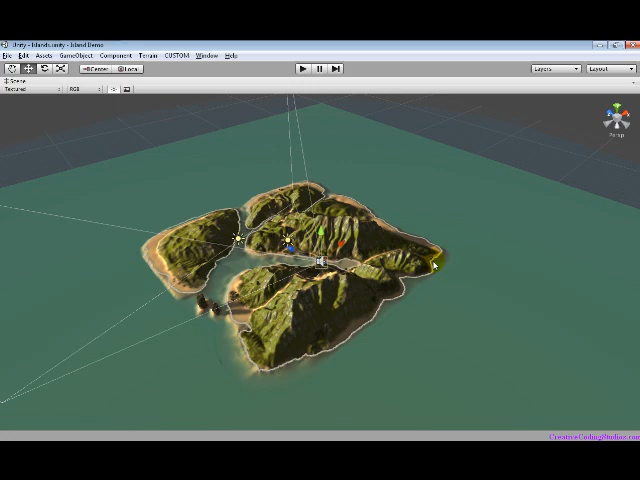 Unity - Islands.unity - Island Demo
File Edit Assets GameObject Component Terrain CUSTOM Window Help
Center Local Layers Layout
Scene
Textured RGB
Persp
CreativeCodingStudios.com